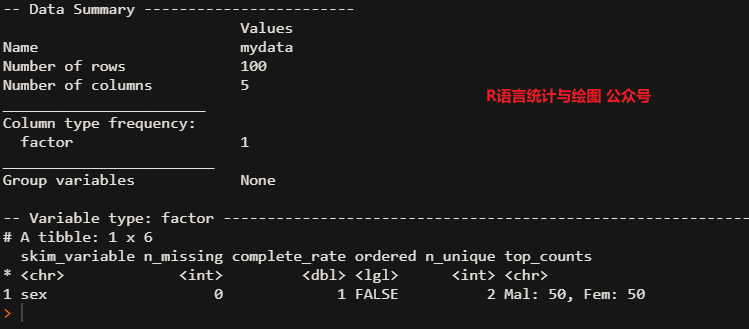 -- Data Summary ------------------------
Values
Name mydata
Number of rows 100
Number of columns 5
_______________________
Column type frequency:
factor 1
________________________
Group variables None
R语言统计与绘图 公众号
-- Variable type: factor --------------------------------------------------------------
# A tibble: 1 x 6
skim_variable n_missing complete_rate ordered n_unique top_counts
* <chr> <int> <dbl> <lgl> <int> <chr>
1 sex 0 1 FALSE 2 Mal: 50, Fem: 50
>